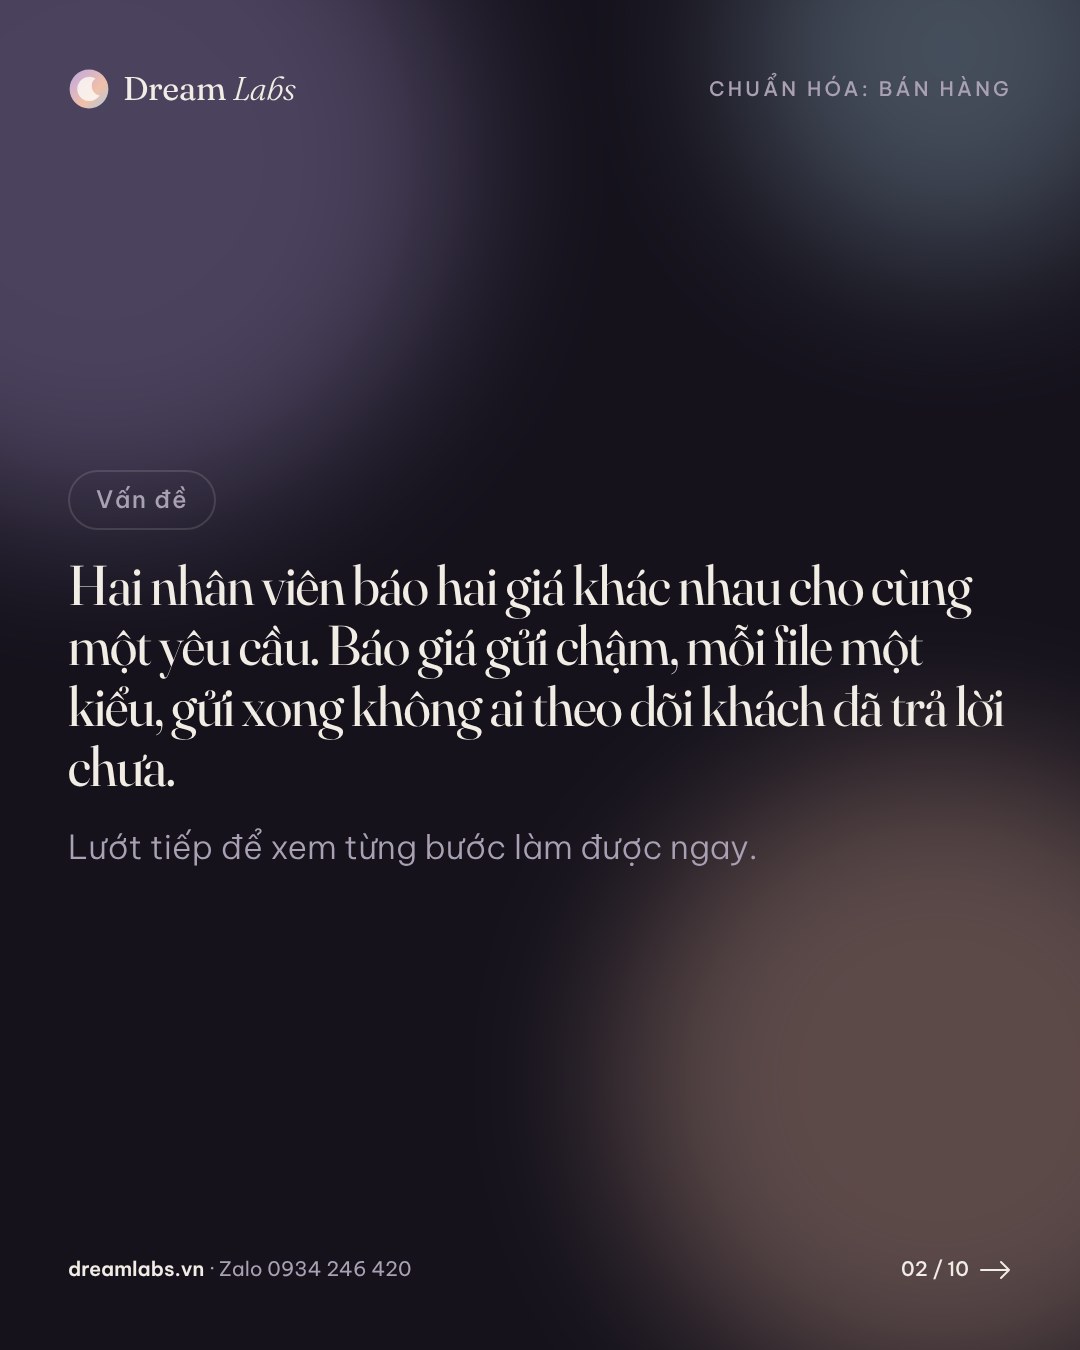 Dream Labs
CHUẨN HÓA: BÁN HÀNG
Vấn đề
Hai nhân viên báo hai giá khác nhau cho cùng
một yêu cầu. Báo giá gửi chậm, mỗi file một
kiểu, gửi xong không ai theo dõi khách đã trả lời
chưa.
Lướt tiếp để xem từng bước làm được ngay.
dreamlabs.vn · Zalo 0934 246 420
02 / 10 →